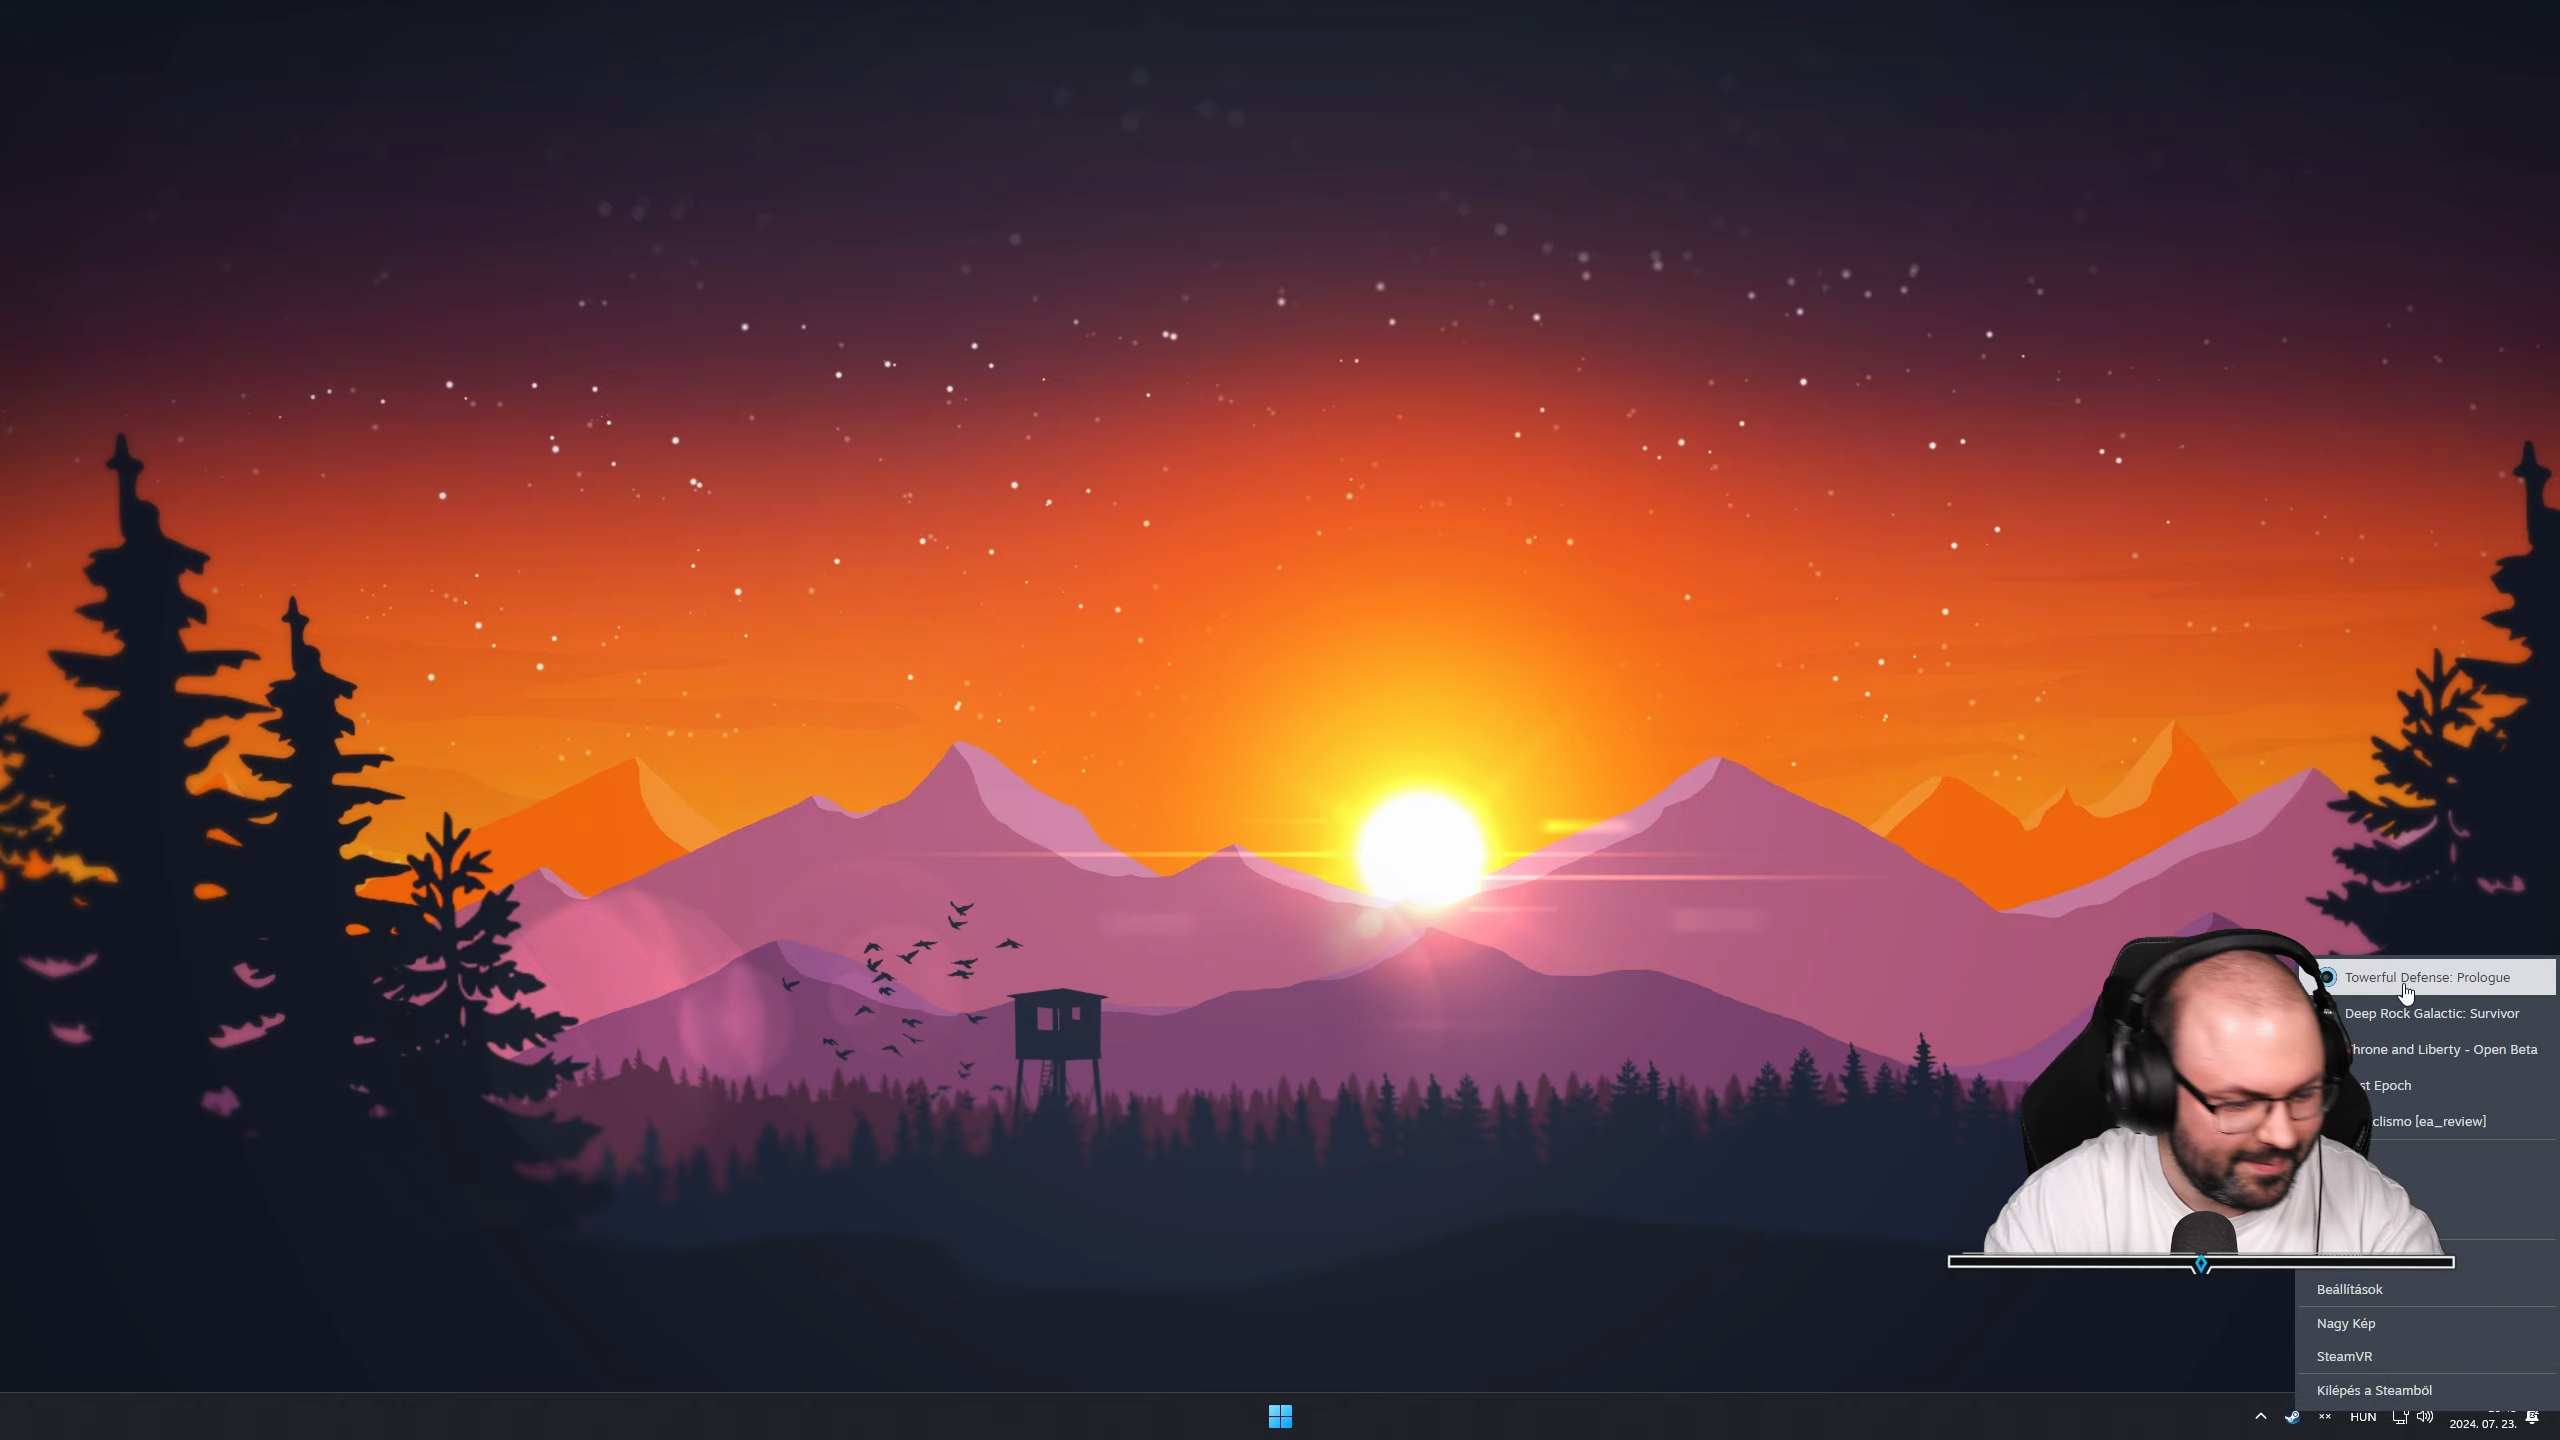 Towerful Defense: Prologue
Deep Rock Galactic: Survivor
hrone and Liberty - Open Beta
st Epoch
clismo [ea_review]
Beállítások
Nagy Kép
SteamVR
Kilépés a Steamből
HUN
2024. 07. 23.